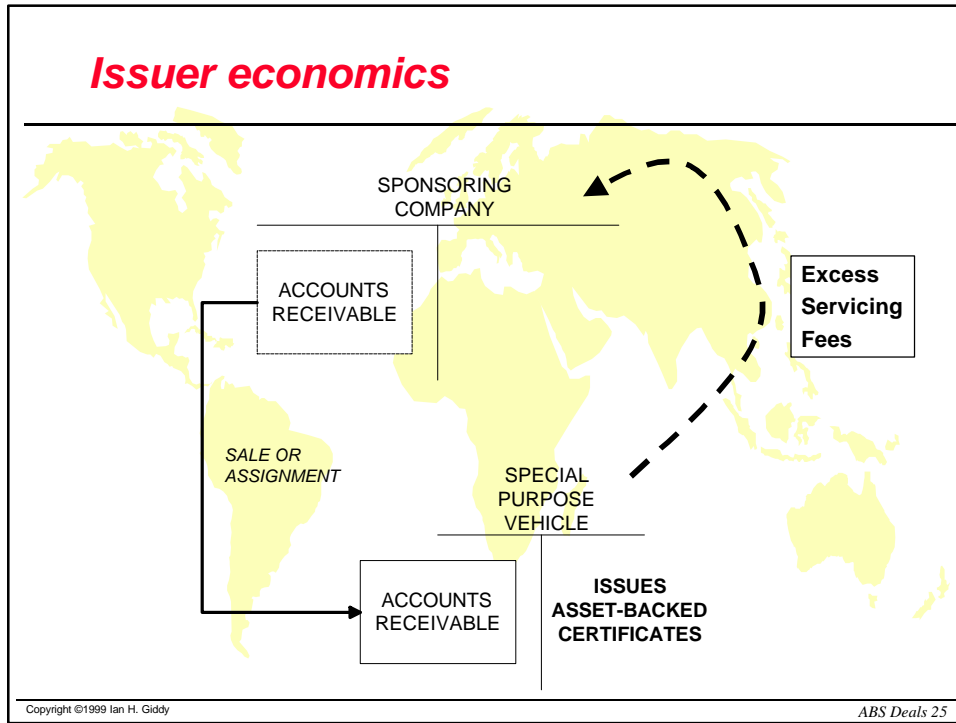 Issuer economics
SPONSORING
COMPANY
ACCOUNTS
RECEIVABLE
Excess
Servicing
Fees
SALE OR
ASSIGNMENT
SPECIAL
PURPOSE
VEHICLE
ACCOUNTS
RECEIVABLE
ISSUES
ASSET-BACKED
CERTIFICATES
Copyright ©1999 Ian H. Giddy
ABS Deals 25